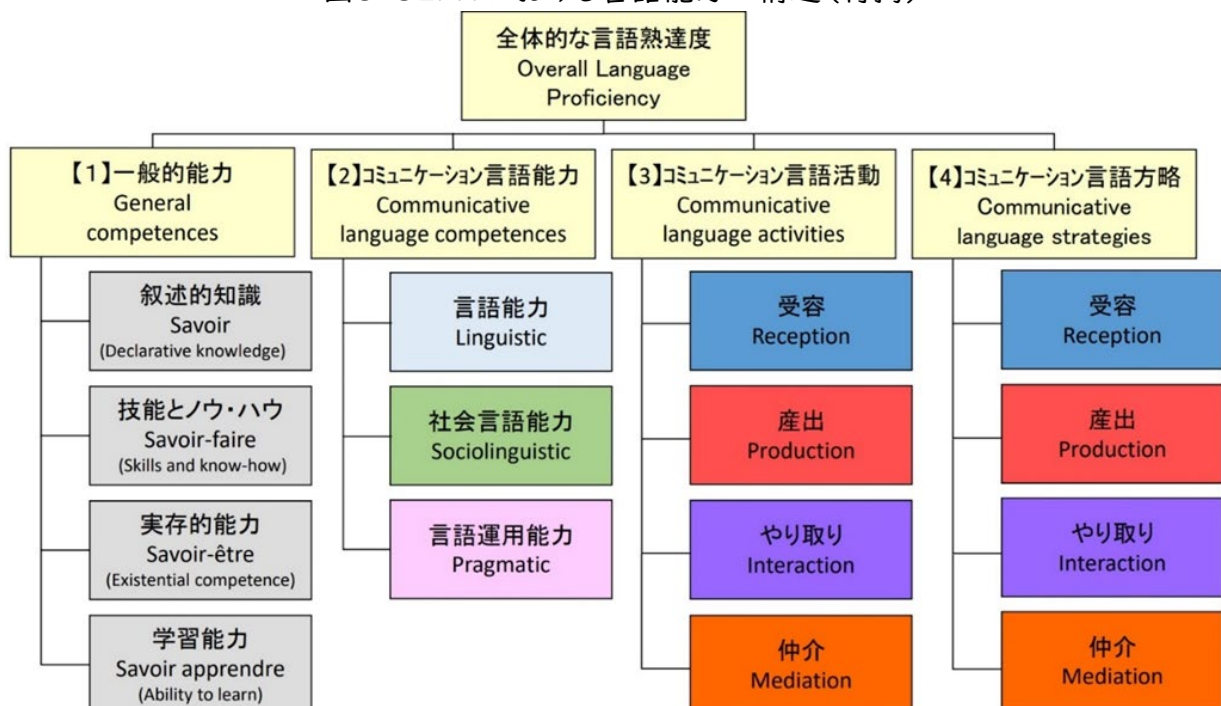 全体的な言語熟達度
Overall Language
Proficiency
【1】一般的能力
General
competences
【2】コミュニケーション言語能力
Communicative
language competences
【3】コミュニケーション言語活動
Communicative
language activities
【4】コミュニケーション言語方略
Communicative
language strategies
叙述的知識
Savoir
(Declarative knowledge)
技能とノウ・ハウ
Savoir-faire
(Skills and know-how)
実存的能力
Savoir-être
(Existential competence)
学習能力
Savoir apprendre
(Ability to learn)
言語能力
Linguistic
社会言語能力
Sociolinguistic
言語運用能力
Pragmatic
受容
Reception
産出
Production
やり取り
Interaction
仲介
Mediation
受容
Reception
産出
Production
やり取り
Interaction
仲介
Mediation